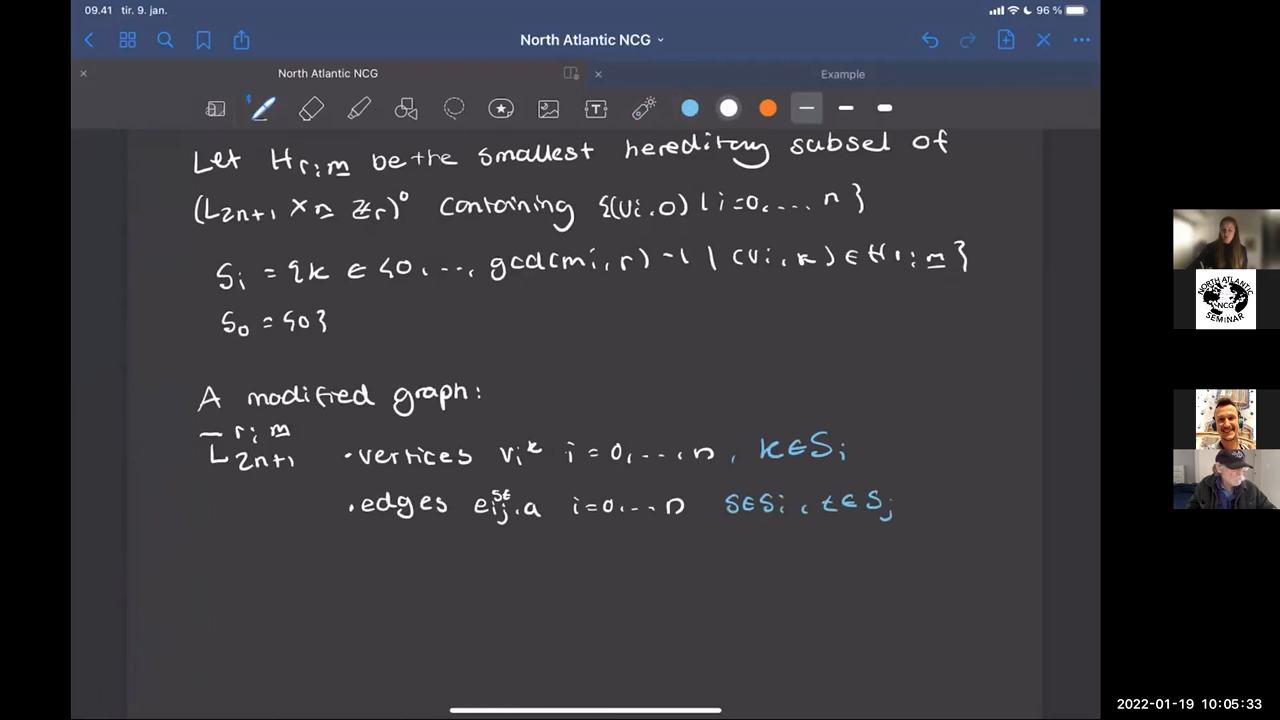 09.41 tir. 9. jan.
96 %
North Atlantic NCG
North Atlantic NCG
Example
Let H_{r;m} be the smallest hereditary subset of
(L_{2n+1} ×_m ℤ_r)^0 containing {(v_i,0) | i=0,...,n}
S_i = {k ∈ {0,...,gcd(m_i,r)-1} | (v_i,k) ∈ H_{r;m}}
S_0 = {0}
A modified graph:
L̄_{2n+1}^{r;m} · vertices v_i^k i=0,...,n, k∈S_i
· edges e_{ij,a}^{st} i=0,...n s∈S_i, t∈S_j
NORTH ATLANTIC
NCG
SEMINAR
2022-01-19 10:05:33